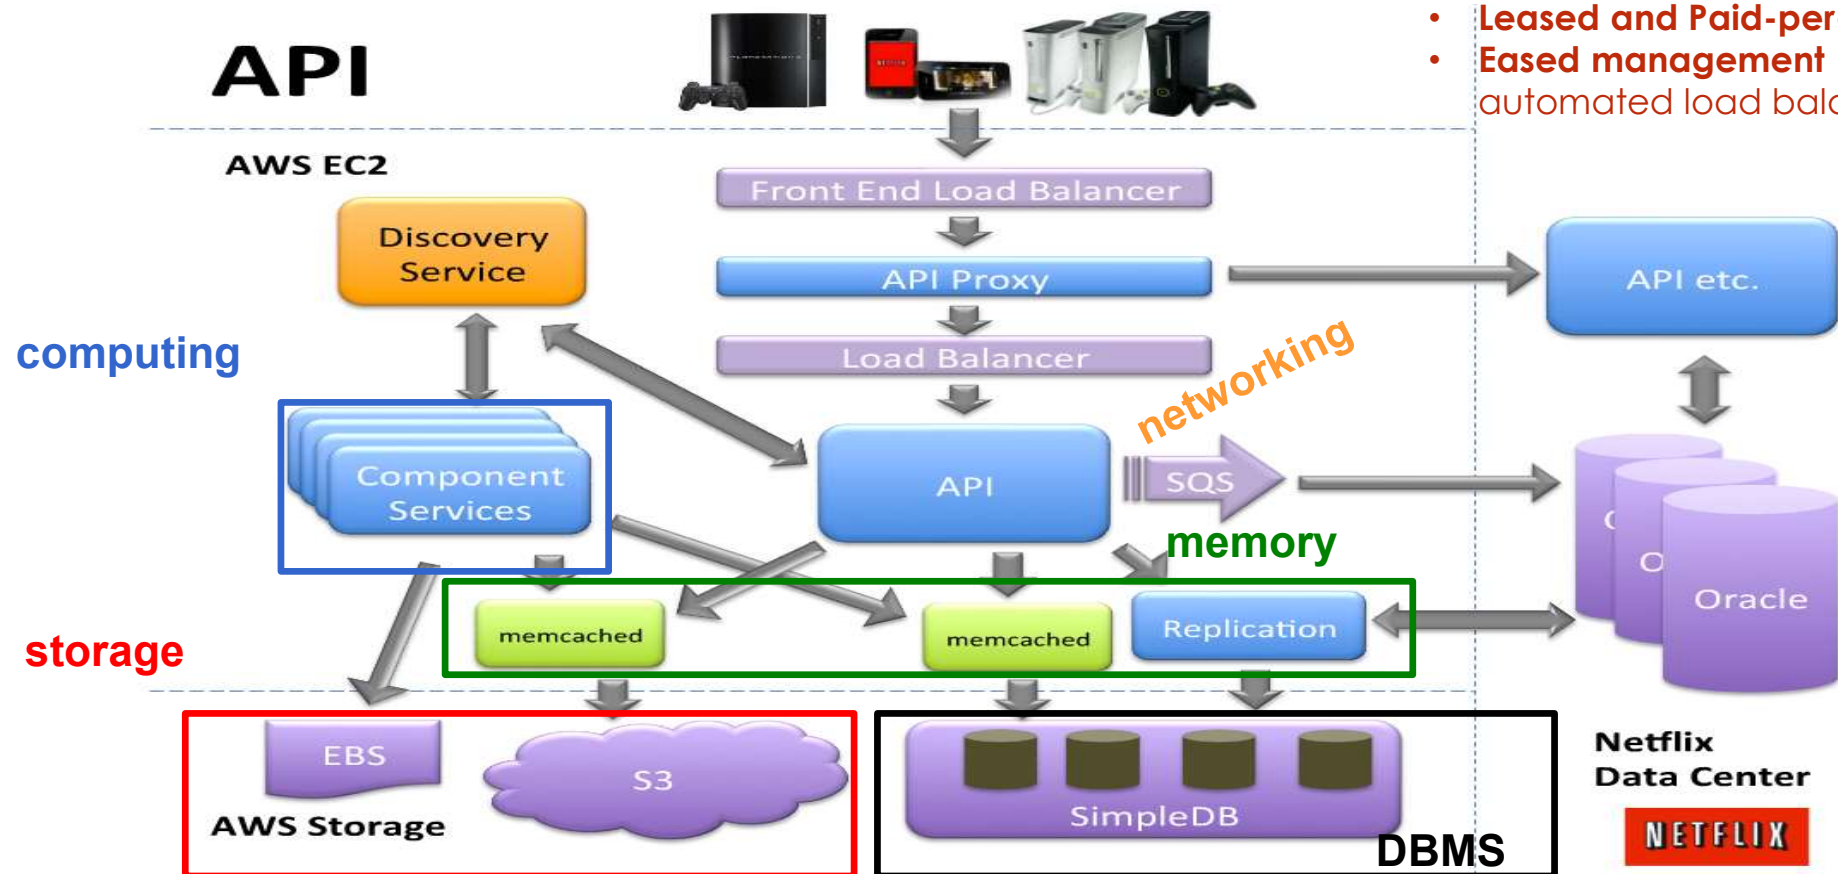 API
• Leased and Paid-per
• Eased management
automated load bala
NETFLIX
AWS EC2
Front End Load Balancer
Discovery
Service
API Proxy
API etc.
computing
Load Balancer
networking
Component
Services
API
SQS
memory
Oracle
memcached
memcached
Replication
storage
EBS
S3
AWS Storage
SimpleDB
DBMS
Netflix
Data Center
NETFLIX